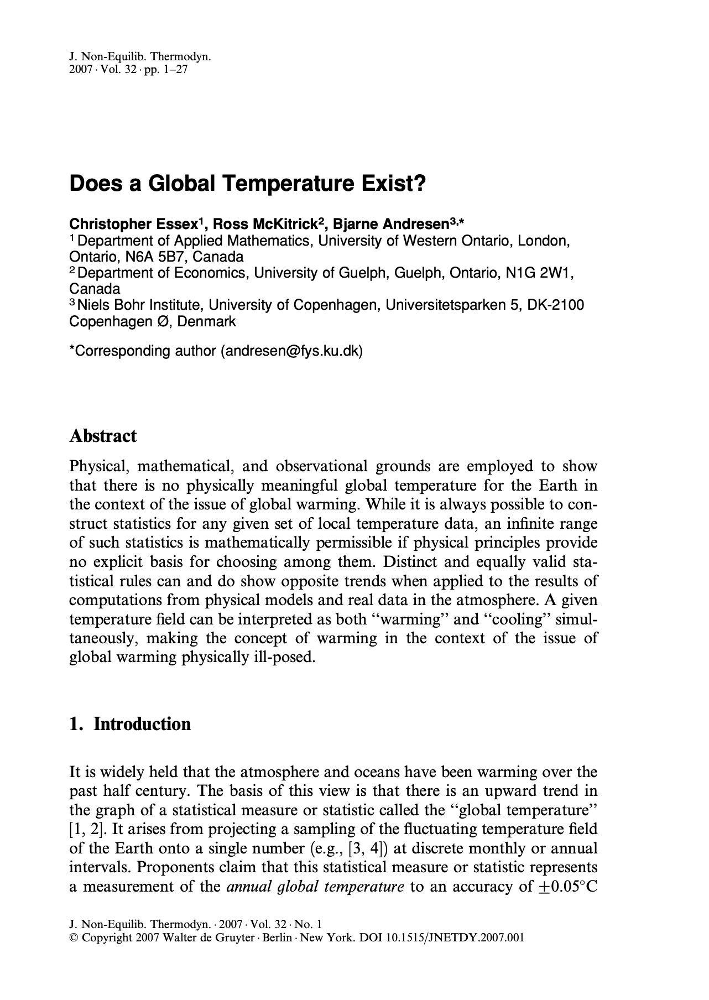 J. Non-Equilib. Thermodyn.
2007 · Vol. 32 · pp. 1–27
Does a Global Temperature Exist?
Christopher Essex1, Ross McKitrick2, Bjarne Andresen3,*
1 Department of Applied Mathematics, University of Western Ontario, London,
Ontario, N6A 5B7, Canada
2 Department of Economics, University of Guelph, Guelph, Ontario, N1G 2W1,
Canada
3 Niels Bohr Institute, University of Copenhagen, Universitetsparken 5, DK-2100
Copenhagen Ø, Denmark
*Corresponding author (andresen@fys.ku.dk)
Abstract
Physical, mathematical, and observational grounds are employed to show
that there is no physically meaningful global temperature for the Earth in
the context of the issue of global warming. While it is always possible to con-
struct statistics for any given set of local temperature data, an infinite range
of such statistics is mathematically permissible if physical principles provide
no explicit basis for choosing among them. Distinct and equally valid sta-
tistical rules can and do show opposite trends when applied to the results of
computations from physical models and real data in the atmosphere. A given
temperature field can be interpreted as both ‘‘warming’’ and ‘‘cooling’’ simul-
taneously, making the concept of warming in the context of the issue of
global warming physically ill-posed.
1. Introduction
It is widely held that the atmosphere and oceans have been warming over the
past half century. The basis of this view is that there is an upward trend in
the graph of a statistical measure or statistic called the ‘‘global temperature’’
[1, 2]. It arises from projecting a sampling of the fluctuating temperature field
of the Earth onto a single number (e.g., [3, 4]) at discrete monthly or annual
intervals. Proponents claim that this statistical measure or statistic represents
a measurement of the annual global temperature to an accuracy of ±0.05°C
J. Non-Equilib. Thermodyn. · 2007 · Vol. 32 · No. 1
© Copyright 2007 Walter de Gruyter · Berlin · New York. DOI 10.1515/JNETDY.2007.001